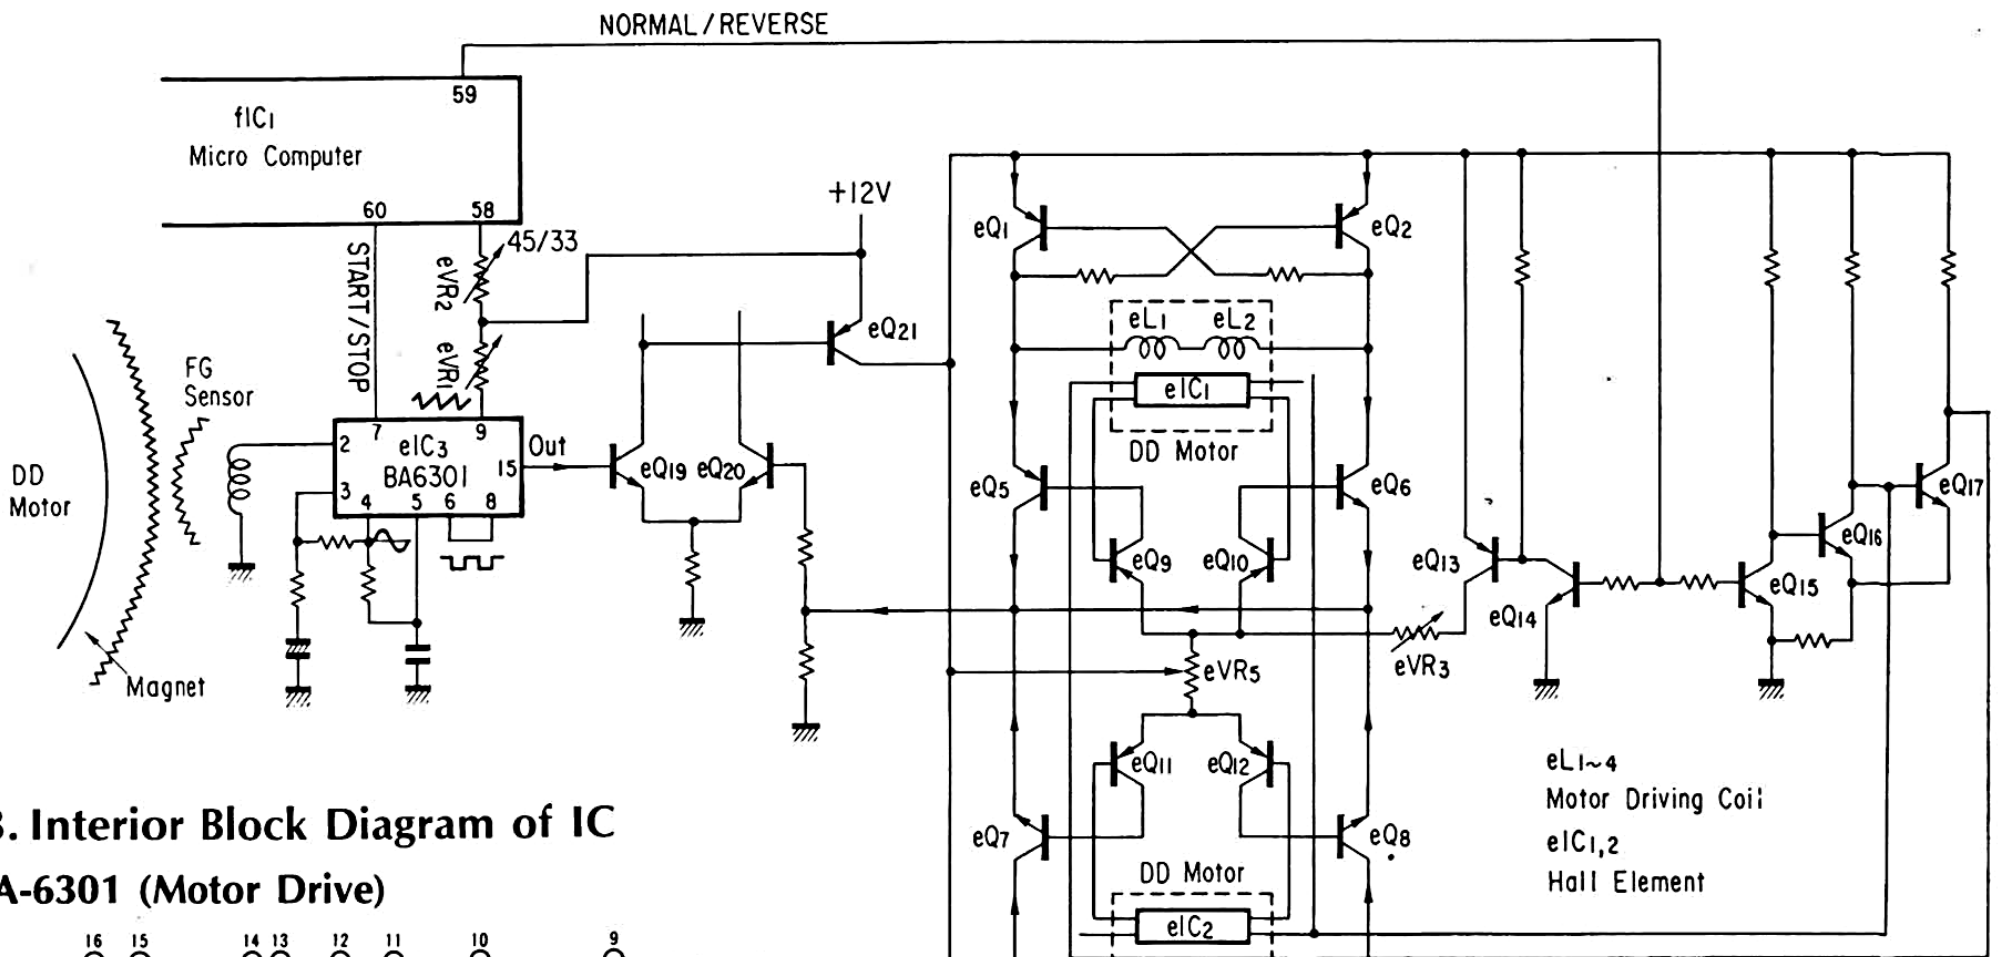 NORMAL/REVERSE
59
fIC1
Micro Computer
60
58
+12V
45/33
START/STOP
eVR2
eVR1
eQ1
eQ2
eQ21
eL1
eL2
eIC1
DD Motor
FG
Sensor
DD
Motor
Magnet
2
7
9
eIC3
BA6301
15
Out
3
4
5
6
8
eQ19
eQ20
eQ5
eQ6
eQ9
eQ10
eQ13
eQ14
eQ15
eQ16
eQ17
eVR5
eVR3
eQ11
eQ12
eQ7
eQ8
DD Motor
eIC2
eL1~4
Motor Driving Coil
eIC1,2
Hall Element
3. Interior Block Diagram of IC
A-6301 (Motor Drive)
16 15 14 13 12 11 10 9